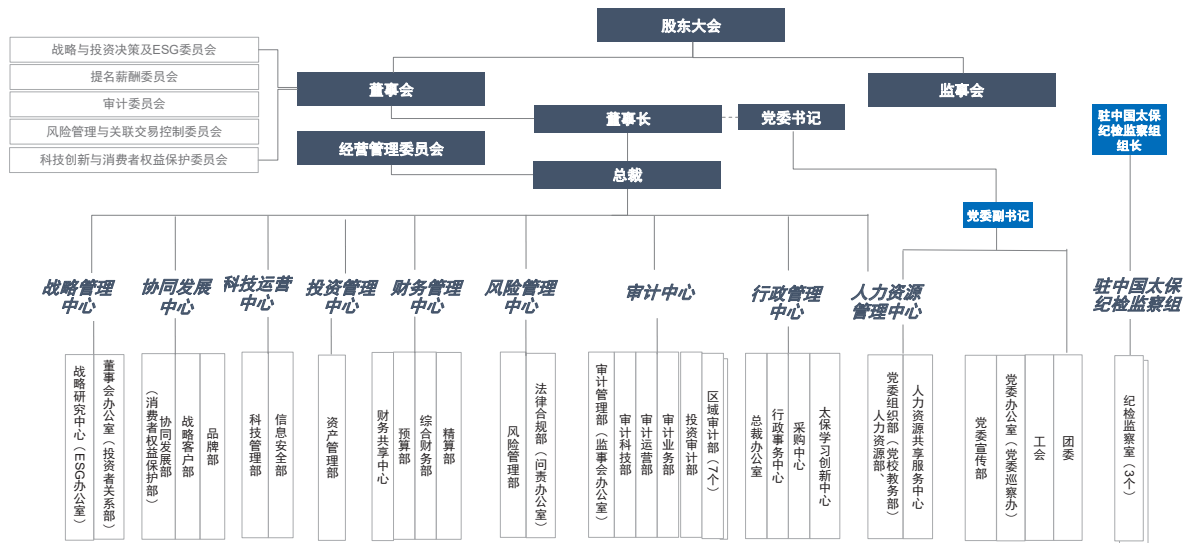 股东大会
战略与投资决策及ESG委员会
提名薪酬委员会
审计委员会
风险管理与关联交易控制委员会
科技创新与消费者权益保护委员会
董事会
监事会
董事长
党委书记
驻中国太保
纪检监察组
组长
经营管理委员会
总裁
党委副书记
战略管理
中心
协同发展
中心
科技运营
中心
投资管理
中心
财务管理
中心
风险管理
中心
审计中心
行政管理
中心
人力资源
管理中心
驻中国太保
纪检监察组
战略研究中心（ESG办公室）
董事会办公室（投资者关系部）
协同发展部
（消费者权益保护部）
战略客户部
品牌部
科技管理部
信息安全部
资产管理部
财务共享中心
预算部
综合财务部
精算部
风险管理部
法律合规部（问责办公室）
审计管理部（监事会办公室）
审计科技部
审计运营部
审计业务部
投资审计部
区域审计部（7个）
总裁办公室
行政事务中心
采购中心
太保学习创新中心
党委组织部（党校教务部）
人力资源部、
人力资源共享服务中心
党委宣传部
党委办公室（党委巡察办）
工会
团委
纪检监察室（3个）